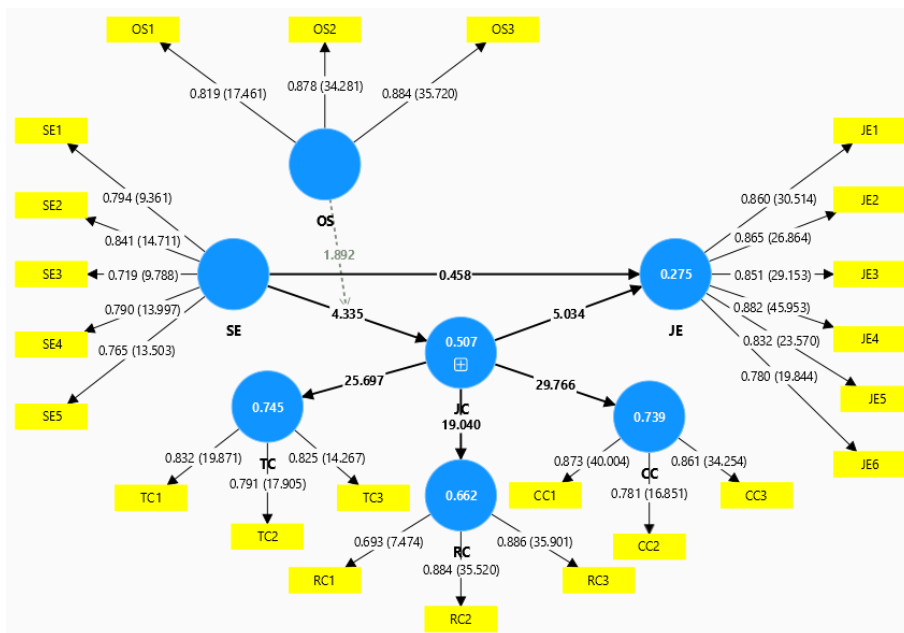 OS1 OS2 OS3
0.819 (17.461) 0.878 (34.281) 0.884 (35.720)
OS
1.892
SE1
SE2
SE3
SE4
SE5
0.794 (9.361)
0.841 (14.711)
0.719 (9.788)
0.790 (13.997)
0.765 (13.503)
SE
0.458
4.335
5.034
0.275
JE
JE1
JE2
JE3
JE4
JE5
JE6
0.860 (30.514)
0.865 (26.864)
0.851 (29.153)
0.882 (45.953)
0.832 (23.570)
0.780 (19.844)
0.507
JC
25.697
19.040
29.766
0.745
TC
0.832 (19.871)
0.791 (17.905)
0.825 (14.267)
TC1
TC2
TC3
0.662
RC
0.693 (7.474)
0.884 (35.520)
0.886 (35.901)
RC1
RC2
RC3
0.739
CC
0.873 (40.004)
0.781 (16.851)
0.861 (34.254)
CC1
CC2
CC3